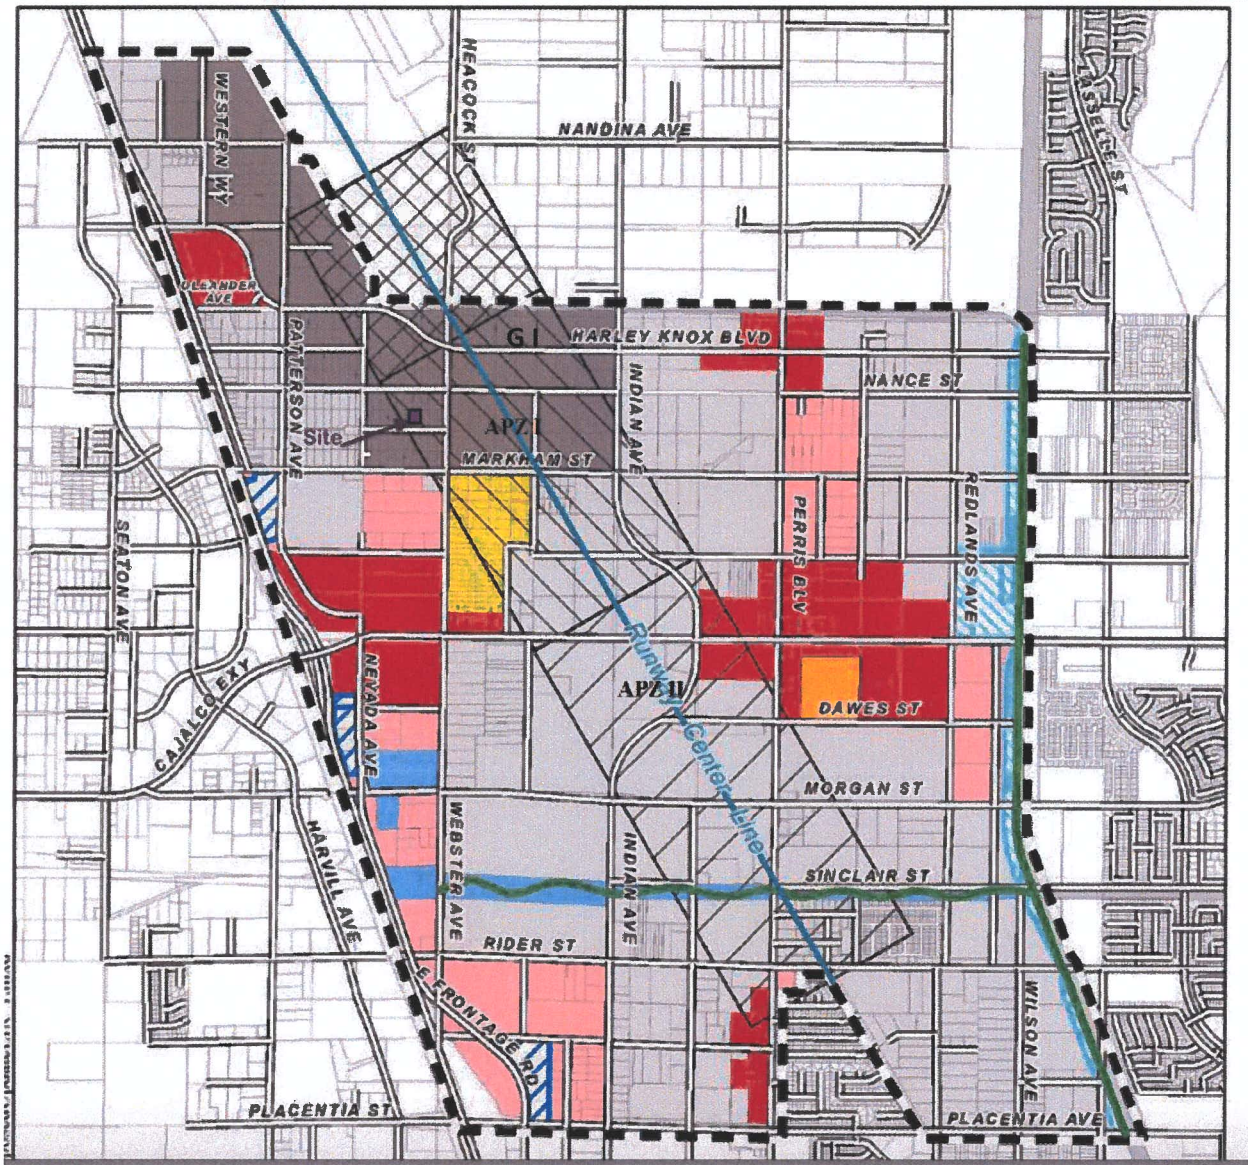 HEACOCK ST
LASSELLE ST
WESTERN WY
NANDINA AVE
OLEANDER
AVE
G I
HARLEY KNOX BLVD
PATTERSON AVE
INDIAN AVE
NANCE ST
Site
APZ I
MARKHAM ST
REDLANDS AVE
PERRIS BLV
SEATON AVE
Runway Center Line
NEVADA AVE
CAJALCO EXY
APZ II
DAWES ST
MORGAN ST
WEBSTER AVE
HARVILL AVE
INDIAN AVE
SINCLAIR ST
RIDER ST
E FRONTAGE RD
WILSON AVE
PLACENTIA ST
PLACENTIA AVE